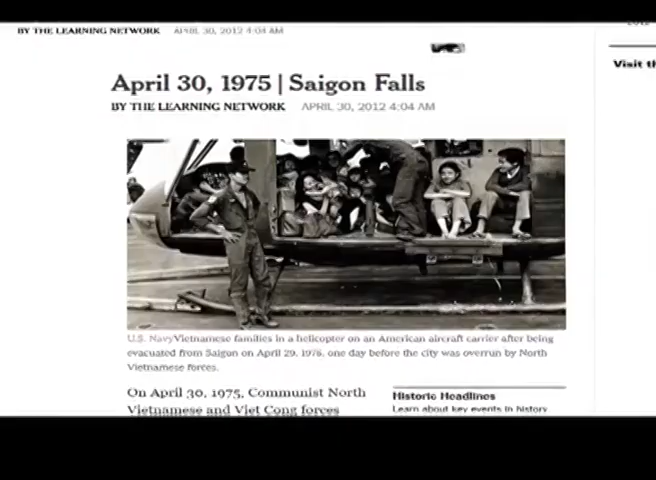 BY THE LEARNING NETWORK APRIL 30, 2012 4:04 AM
Visit th
April 30, 1975 | Saigon Falls
BY THE LEARNING NETWORK APRIL 30, 2012 4:04 AM
U.S. NavyVietnamese families in a helicopter on an American aircraft carrier after being
evacuated from Saigon on April 29, 1975, one day before the city was overrun by North
Vietnamese forces.
On April 30, 1975, Communist North
Vietnamese and Viet Cong forces
Historic Headlines
Learn about key events in history